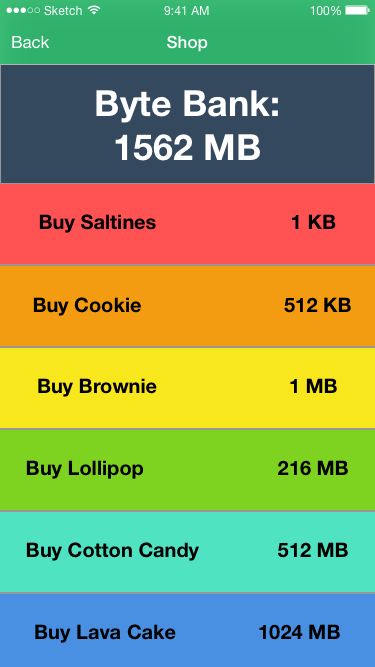 Sketch 9:41 AM 100%
Back Shop
Byte Bank:
1562 MB
Buy Saltines 1 KB
Buy Cookie 512 KB
Buy Brownie 1 MB
Buy Lollipop 216 MB
Buy Cotton Candy 512 MB
Buy Lava Cake 1024 MB